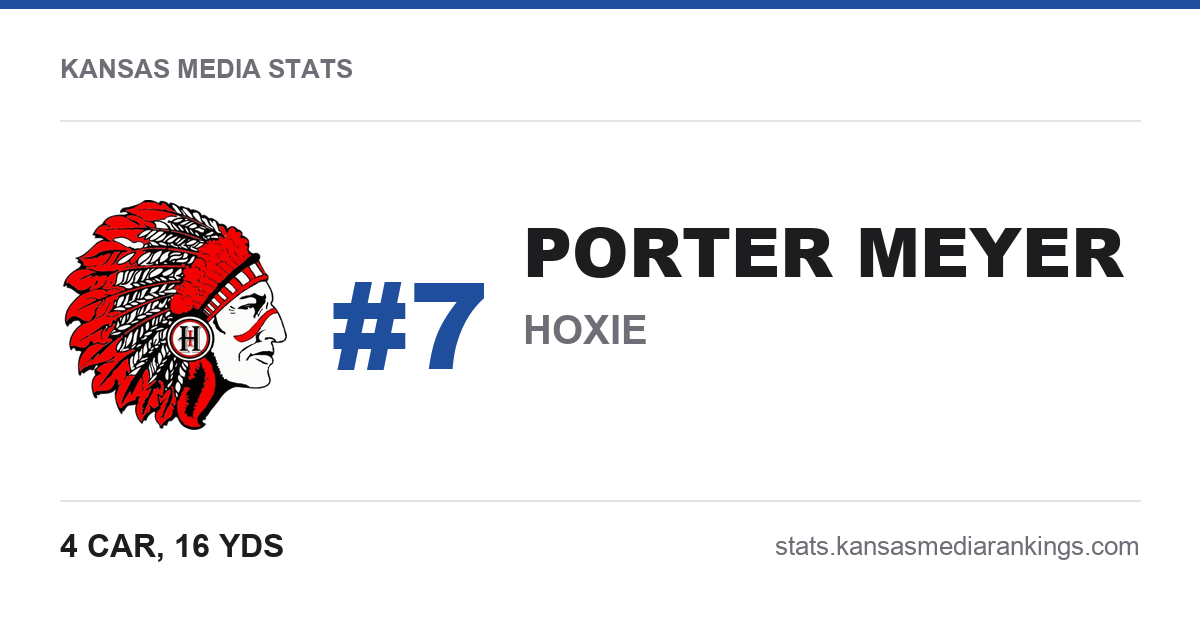 KANSAS MEDIA STATS
H
#7
PORTER MEYER
HOXIE
4 CAR, 16 YDS
stats.kansasmediarankings.com